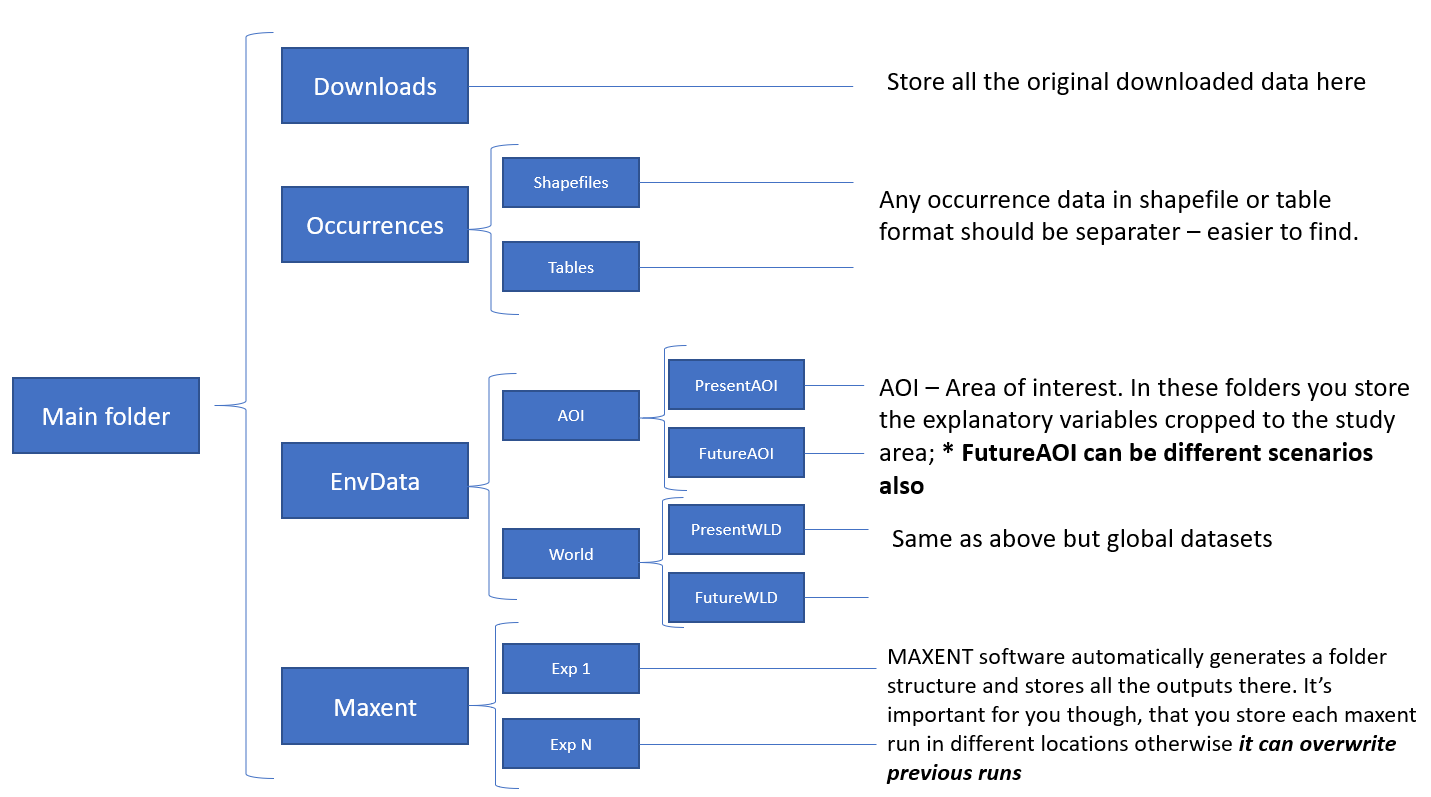 Downloads
Store all the original downloaded data here
Occurrences
Shapefiles
Tables
Any occurrence data in shapefile or table
format should be separater – easier to find.
Main folder
EnvData
AOI
PresentAOI
FutureAOI
AOI – Area of interest. In these folders you store
the explanatory variables cropped to the study
area; * FutureAOI can be different scenarios
also
World
PresentWLD
FutureWLD
Same as above but global datasets
Maxent
Exp 1
Exp N
MAXENT software automatically generates a folder
structure and stores all the outputs there. It’s
important for you though, that you store each maxent
run in different locations otherwise it can overwrite
previous runs